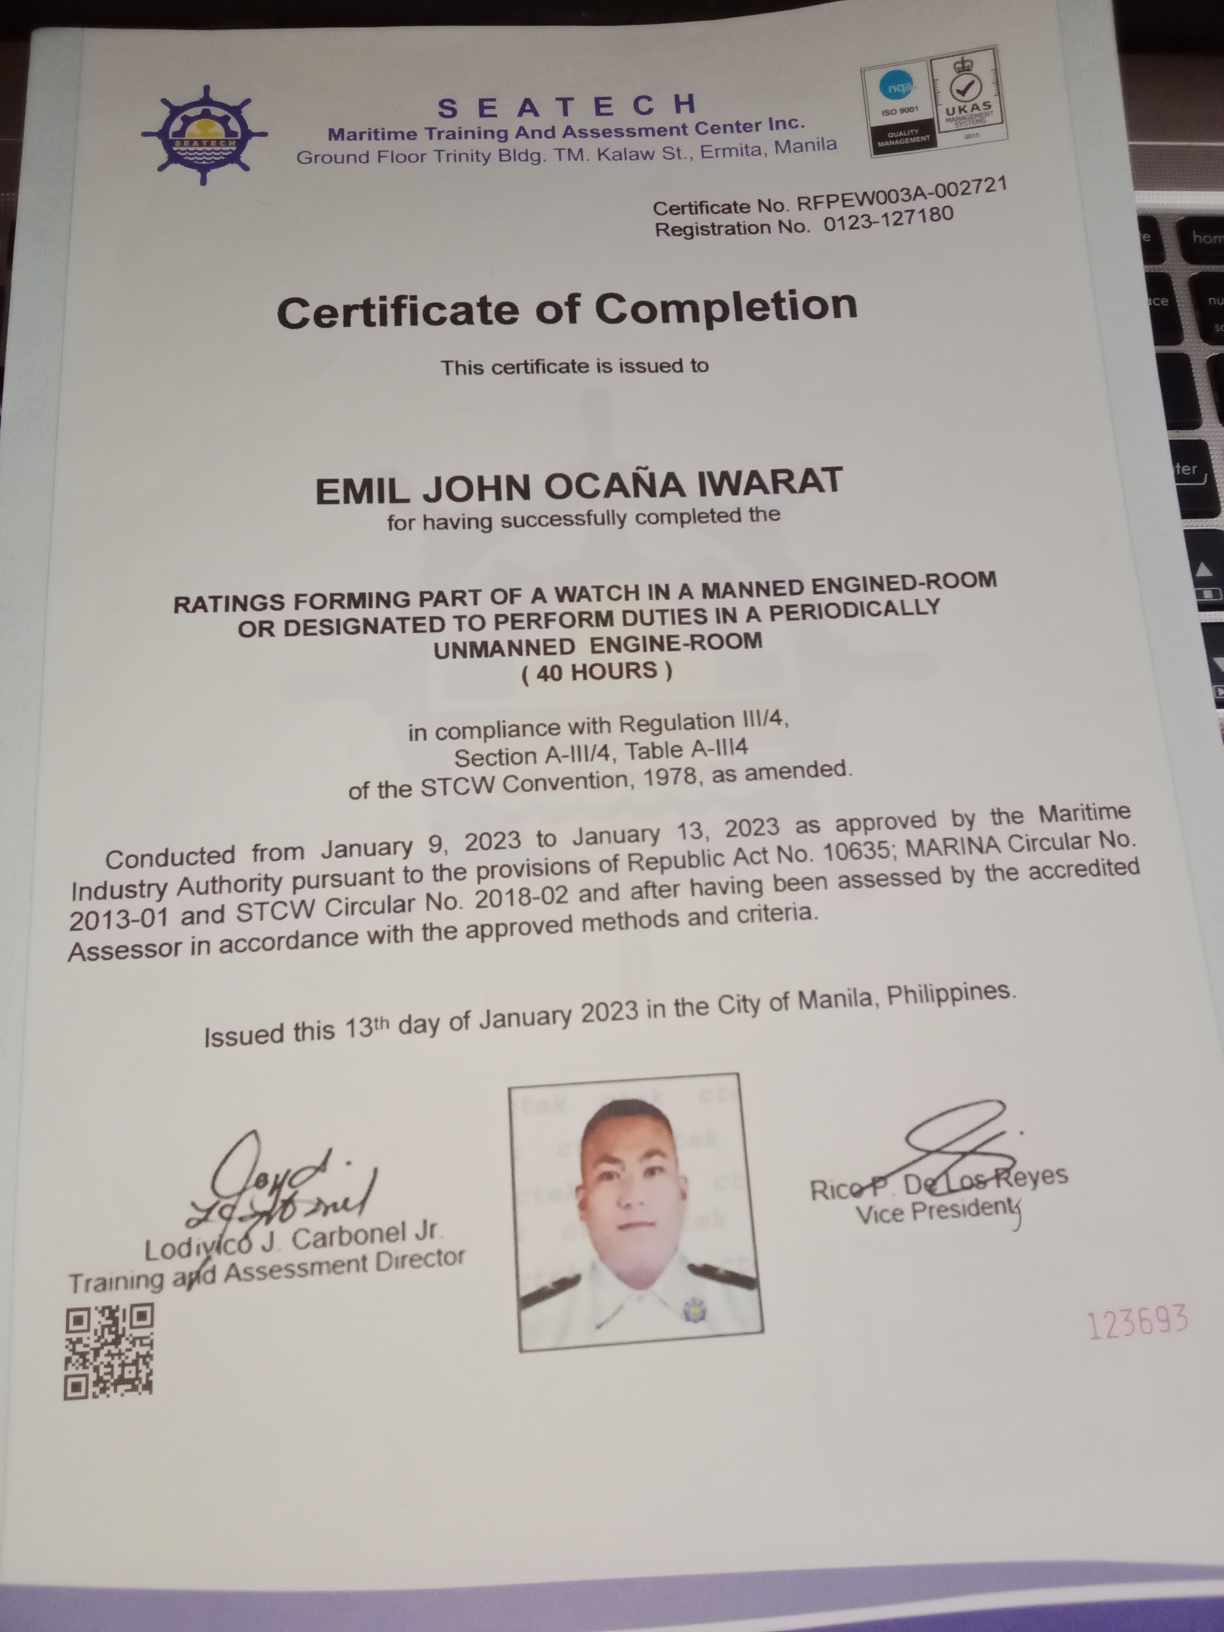 SEATECH
Maritime Training And Assessment Center Inc.
Ground Floor Trinity Bldg. TM. Kalaw St., Ermita, Manila
SEATECH
nqa
ISO 9001
QUALITY
MANAGEMENT
UKAS
MANAGEMENT
SYSTEMS
Certificate No. RFPEW003A-002721
Registration No. 0123-127180
Certificate of Completion
This certificate is issued to
EMIL JOHN OCAÑA IWARAT
for having successfully completed the
RATINGS FORMING PART OF A WATCH IN A MANNED ENGINED-ROOM
OR DESIGNATED TO PERFORM DUTIES IN A PERIODICALLY
UNMANNED ENGINE-ROOM
( 40 HOURS )
in compliance with Regulation III/4,
Section A-III/4, Table A-III4
of the STCW Convention, 1978, as amended.
Conducted from January 9, 2023 to January 13, 2023 as approved by the Maritime
Industry Authority pursuant to the provisions of Republic Act No. 10635; MARINA Circular No.
2013-01 and STCW Circular No. 2018-02 and after having been assessed by the accredited
Assessor in accordance with the approved methods and criteria.
Issued this 13th day of January 2023 in the City of Manila, Philippines.
Lodivico J. Carbonel Jr.
Training and Assessment Director
Rico P. De Los Reyes
Vice President
123693